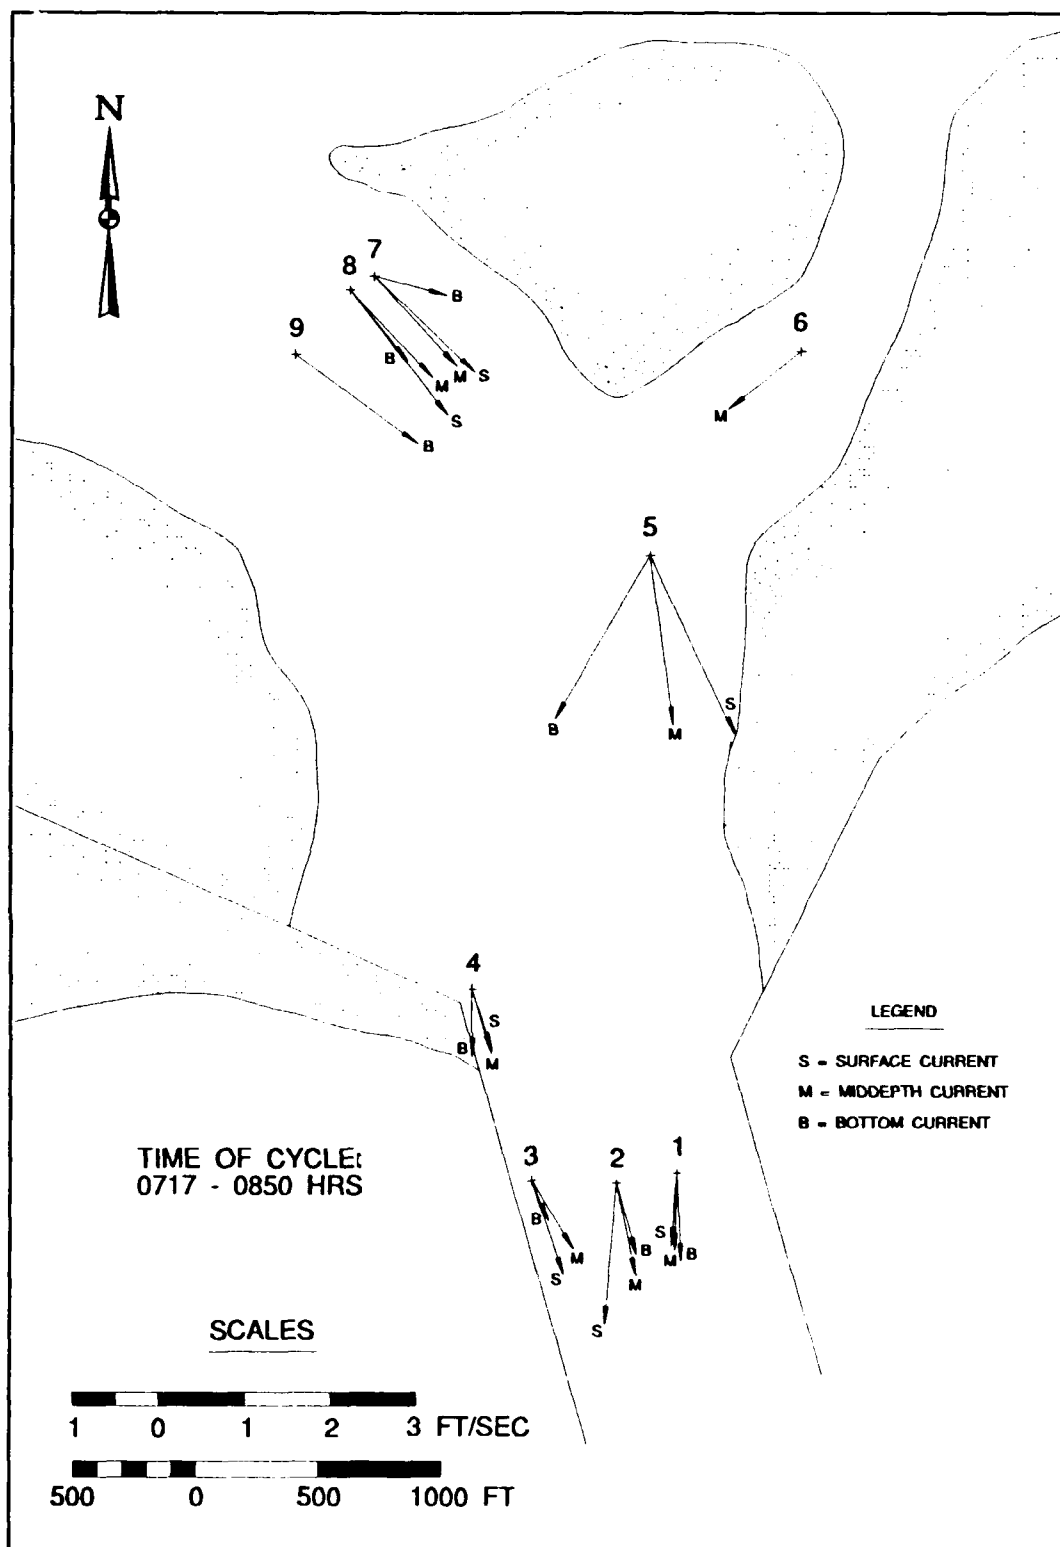 N
7
8
B
9
6
B
M
M
S
S
M
B
5
S
B
M
4
S
B
M
LEGEND
S = SURFACE CURRENT
M = MIDDEPTH CURRENT
B = BOTTOM CURRENT
TIME OF CYCLE:
0717 - 0850 HRS
3
2
1
B
S
B
M
M
S
M
S
SCALES
1 0 1 2 3 FT/SEC
500 0 500 1000 FT